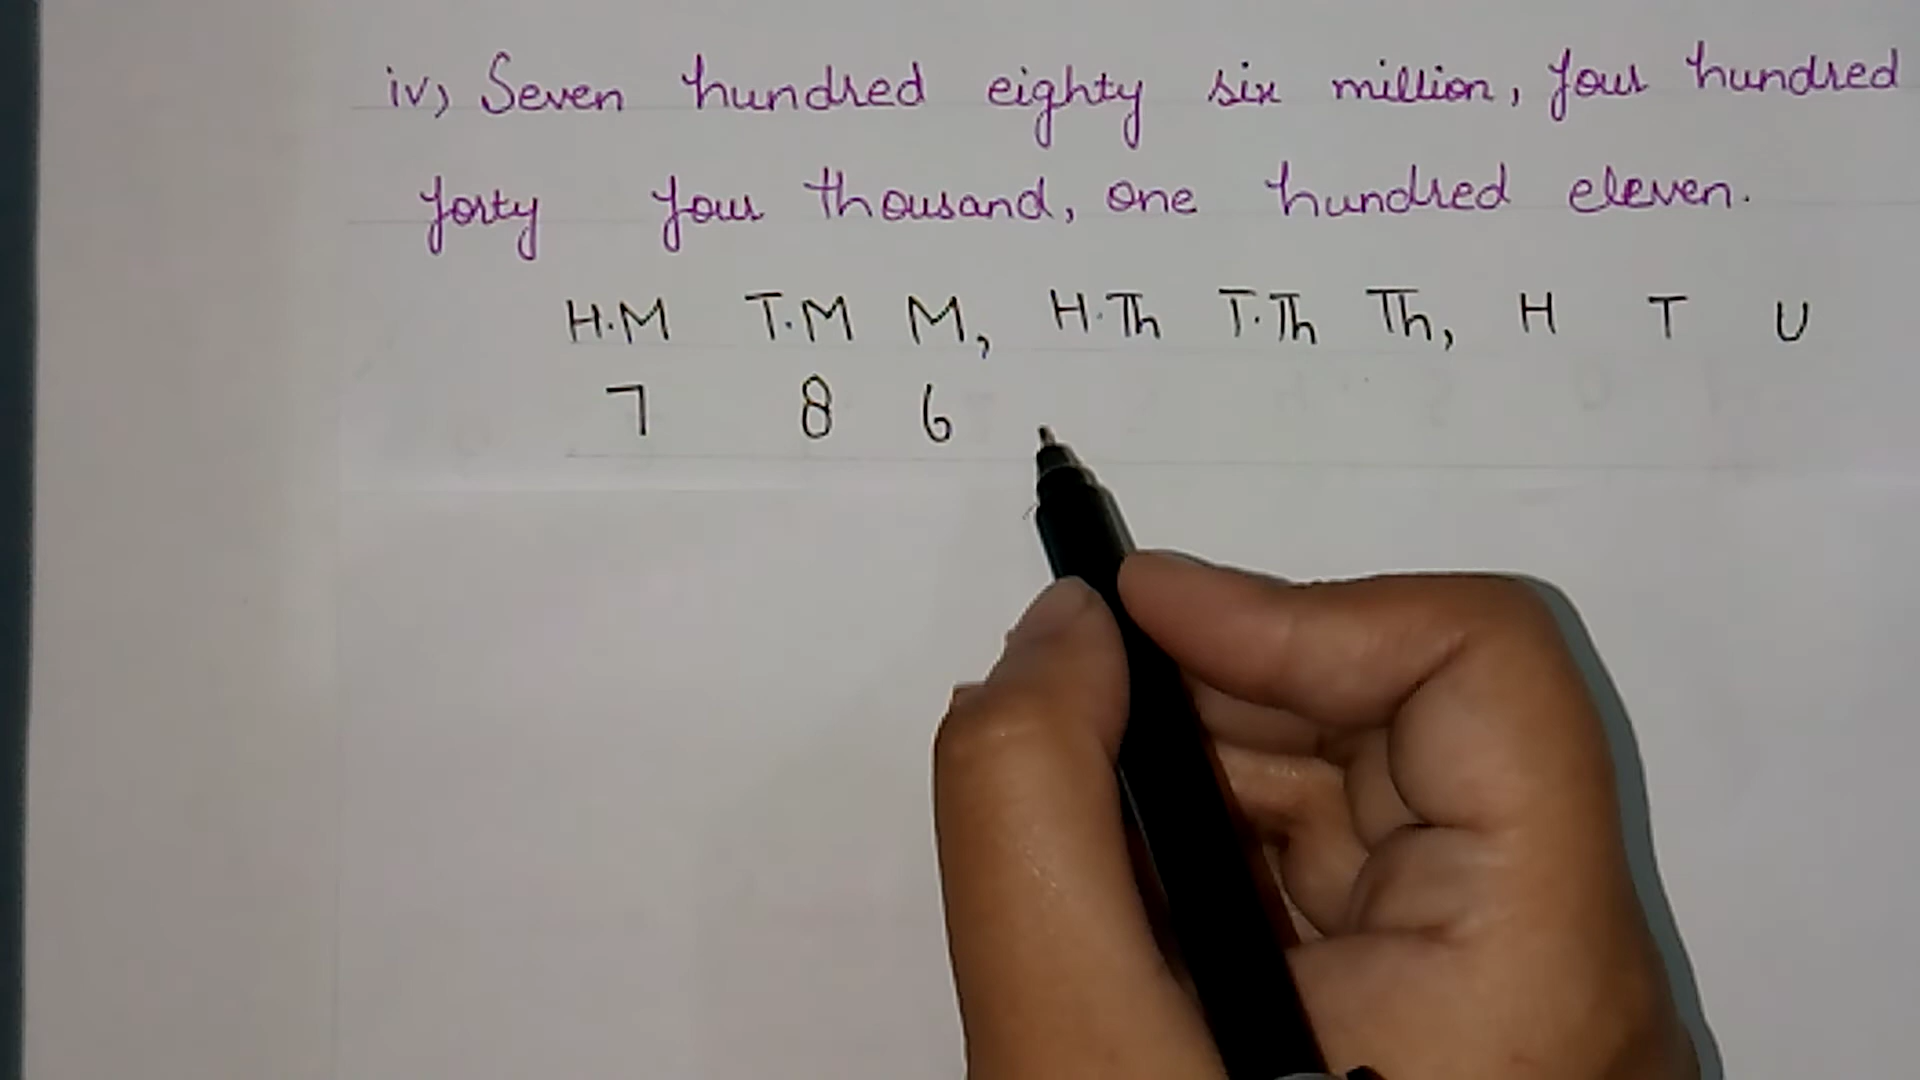 iv) Seven hundred eighty six million, four hundred
forty four thousand, one hundred eleven.
H.M T.M M, H.Th T.Th Th, H T U
7 8 6